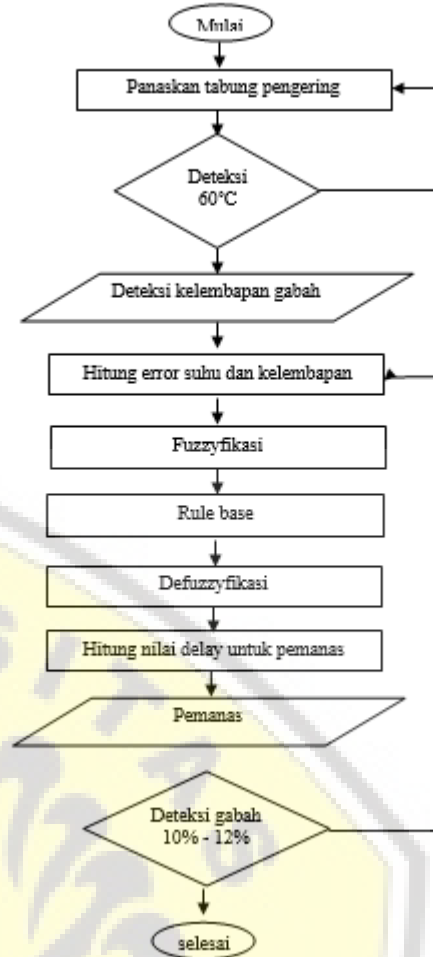 Mulai
Panaskan tabung pengering
Deteksi
60°C
Deteksi kelembapan gabah
Hitung error suhu dan kelembapan
Fuzzyfikasi
Rule base
Defuzzyfikasi
Hitung nilai delay untuk pemanas
Pemanas
Deteksi gabah
10% - 12%
selesai
SITAS